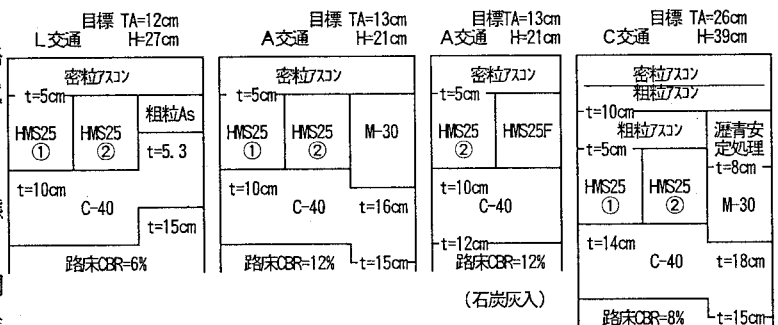 目標 TA=12cm
L交通 H=27cm
密粒アスコン
t=5cm
HMS25
①
HMS25
②
粗粒As
t=5.3
t=10cm
C-40
t=15cm
路床CBR=6%
目標 TA=13cm
A交通 H=21cm
密粒アスコン
t=5cm
HMS25
①
HMS25
②
M-30
t=10cm
C-40
t=16cm
路床CBR=12%
t=15cm
目標TA=13cm
A交通 H=21cm
密粒アスコン
t=5cm
HMS25
②
HMS25F
t=10cm
C-40
t=12cm
路床CBR=12%
(石炭灰入)
目標 TA=26cm
C交通 H=39cm
密粒アスコン
粗粒アスコン
t=10cm
粗粒アスコン
t=5cm
瀝青安
定処理
t=8cm
HMS25
①
HMS25
②
M-30
t=14cm
C-40
t=18cm
路床CBR=8%
t=15cm